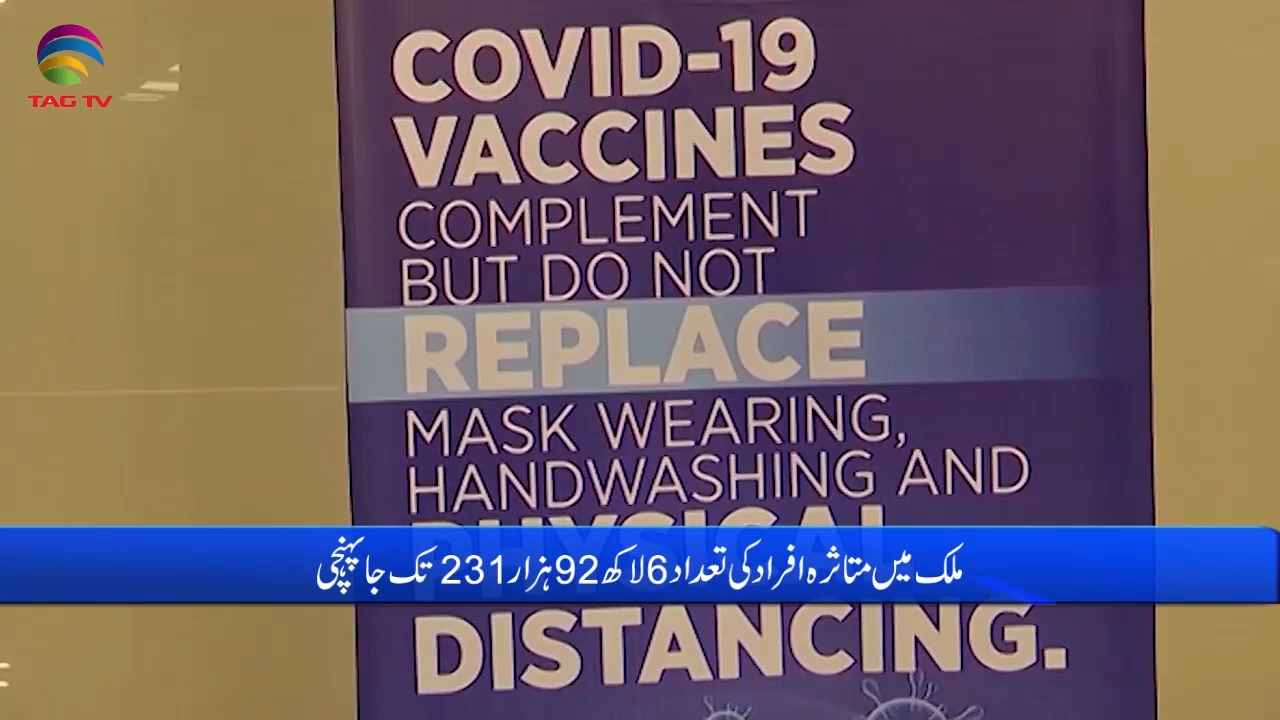 TAG TV
COVID-19
VACCINES
COMPLEMENT
BUT DO NOT
REPLACE
MASK WEARING,
HANDWASHING AND
PHYSICAL
ملک میں متاثرہ افراد کی تعداد 6 لاکھ 92 ہزار 231 تک جا پہنچی
DISTANCING.